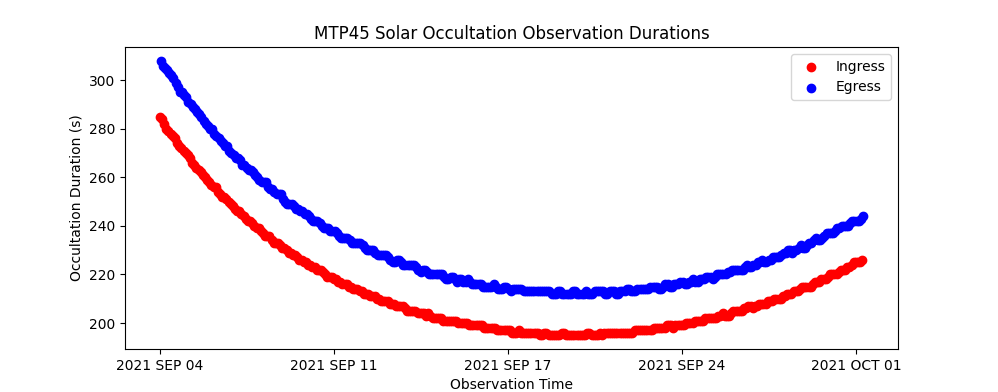 MTP45 Solar Occultation Observation Durations
Ingress
Egress
Occultation Duration (s)
300
280
260
240
220
200
2021 SEP 04
2021 SEP 11
2021 SEP 17
2021 SEP 24
2021 OCT 01
Observation Time